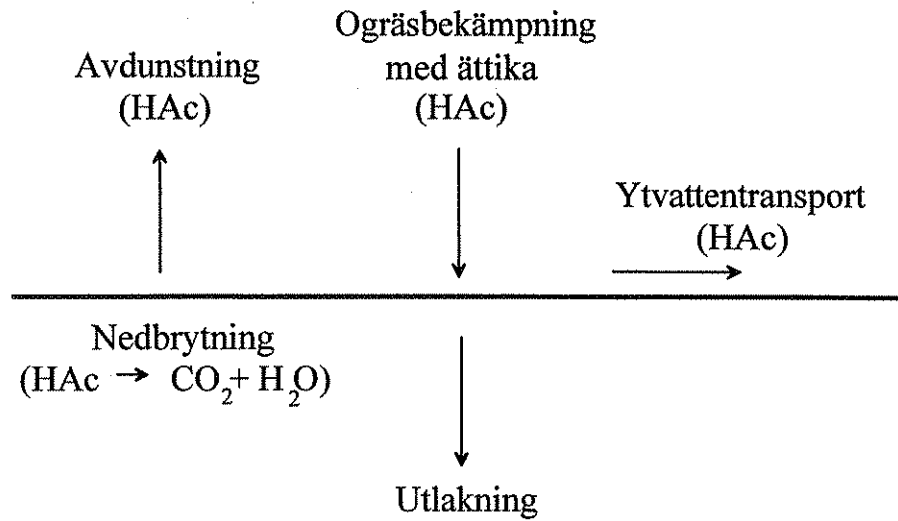 Ogräsbekämpning
med ättika
(HAc)
Avdunstning
(HAc)
Ytvattentransport
(HAc)
Nedbrytning
(HAc → CO₂+ H₂O)
Utlakning